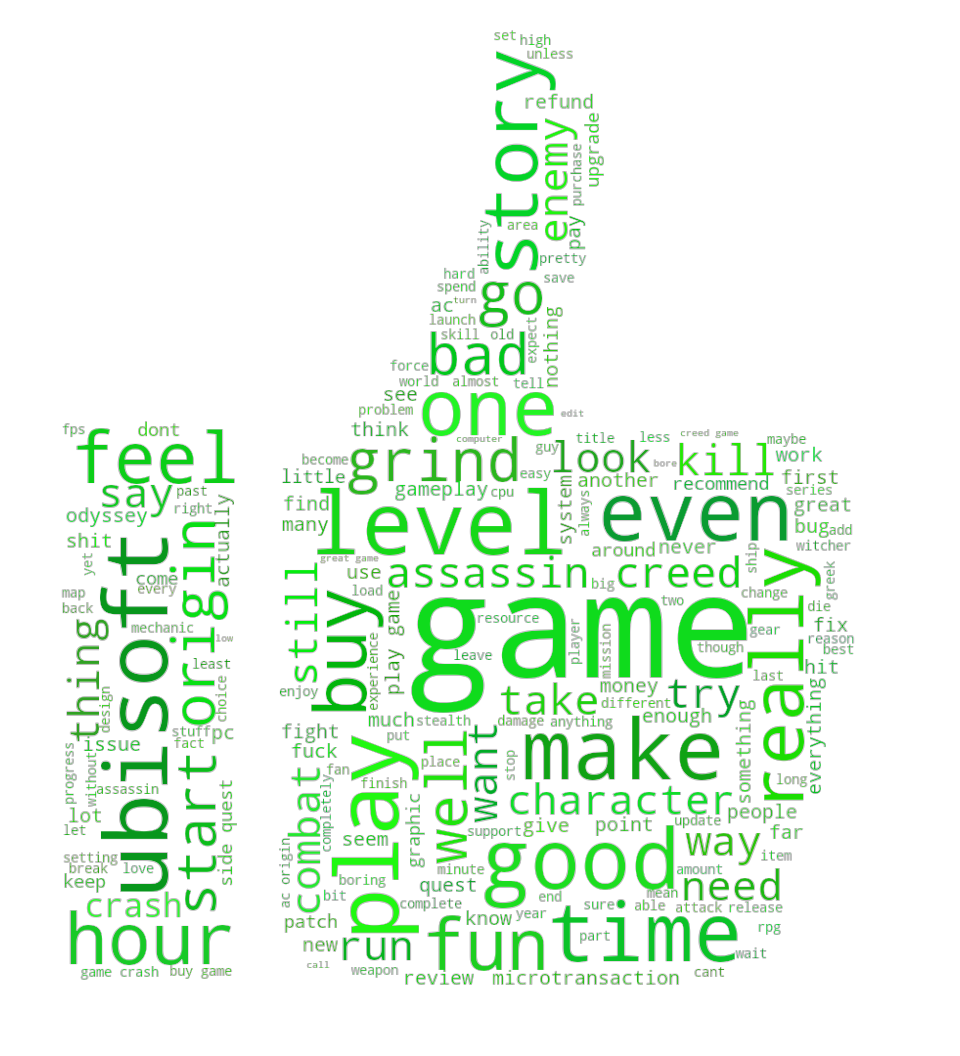 set
high
unless
story
refund
enemy
upgrade
purchase
pay
area
ability
pretty
hard
spend
save
go
ac
turn
launch
skill
old
expect
nothing
bad
force
world
almost
tell
see
problem
one
edit
think
computer
fps
dont
feel
grind
guy
look
title
less
creed game
maybe
kill
work
become
little
easy
bore
system
another
recommend
first
series
say
past
right
odyssey
actually
find
gameplay
cpu
always
great
many
level
even
bug
add
witcher
shit
yet
ubisoft
origin
come
every
still
great game
use
load
assassin creed
around
never
big
ship
change
greek
map
back
thing
mechanic
low
buy
play game
experience
game
resource
two
really
die
fix
reason
best
player
mission
leave
though
gear
hit
least
design
choice
enjoy
take
money
different
try
last
issue
stuff
fact
pc
fight
much
stealth
damage
anything
enough
something
everything
put
fuck
well
want
stop
make
long
progress
without
assassin
start
side quest
combat
completely
fan
finish
place
play
graphic
character
people
lot
let
seem
support
give
point
update
way
far
setting
break
love
keep
ac origin
boring
minute
good
amount
item
bit
quest
complete
end
mean
need
crash
patch
know
year
sure
able
attack
release
hour
new
run
fun
time
part
rpg
wait
game crash
buy game
call
weapon
review
microtransaction
cant